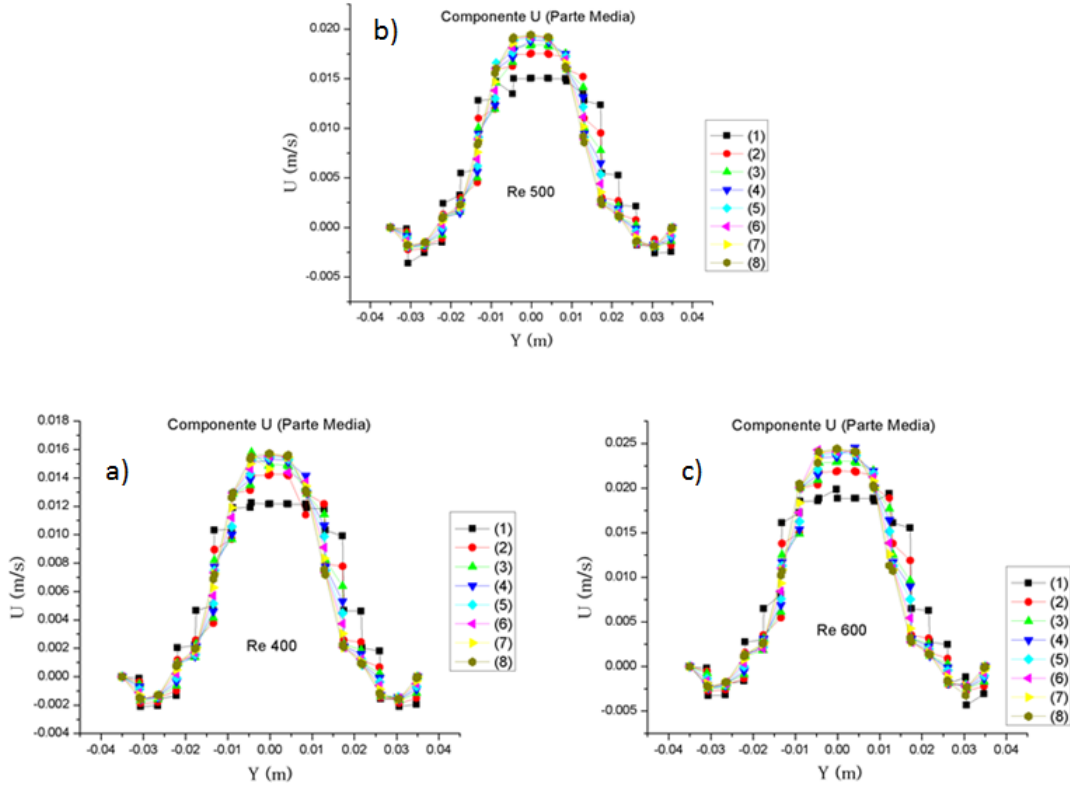 Componente U (Parte Media)
b)
0.020
0.015
0.010
0.005
0.000
-0.005
U (m/s)
Re 500
-0.04 -0.03 -0.02 -0.01 0.00 0.01 0.02 0.03 0.04
Y (m)
(1)
(2)
(3)
(4)
(5)
(6)
(7)
(8)
Componente U (Parte Media)
a)
0.018
0.016
0.014
0.012
0.010
0.008
0.006
0.004
0.002
0.000
-0.002
-0.004
U (m/s)
Re 400
-0.04 -0.03 -0.02 -0.01 0.00 0.01 0.02 0.03 0.04
Y (m)
(1)
(2)
(3)
(4)
(5)
(6)
(7)
(8)
Componente U (Parte Media)
c)
0.025
0.020
0.015
0.010
0.005
0.000
-0.005
U (m/s)
Re 600
-0.04 -0.03 -0.02 -0.01 0.00 0.01 0.02 0.03 0.04
Y (m)
(1)
(2)
(3)
(4)
(5)
(6)
(7)
(8)